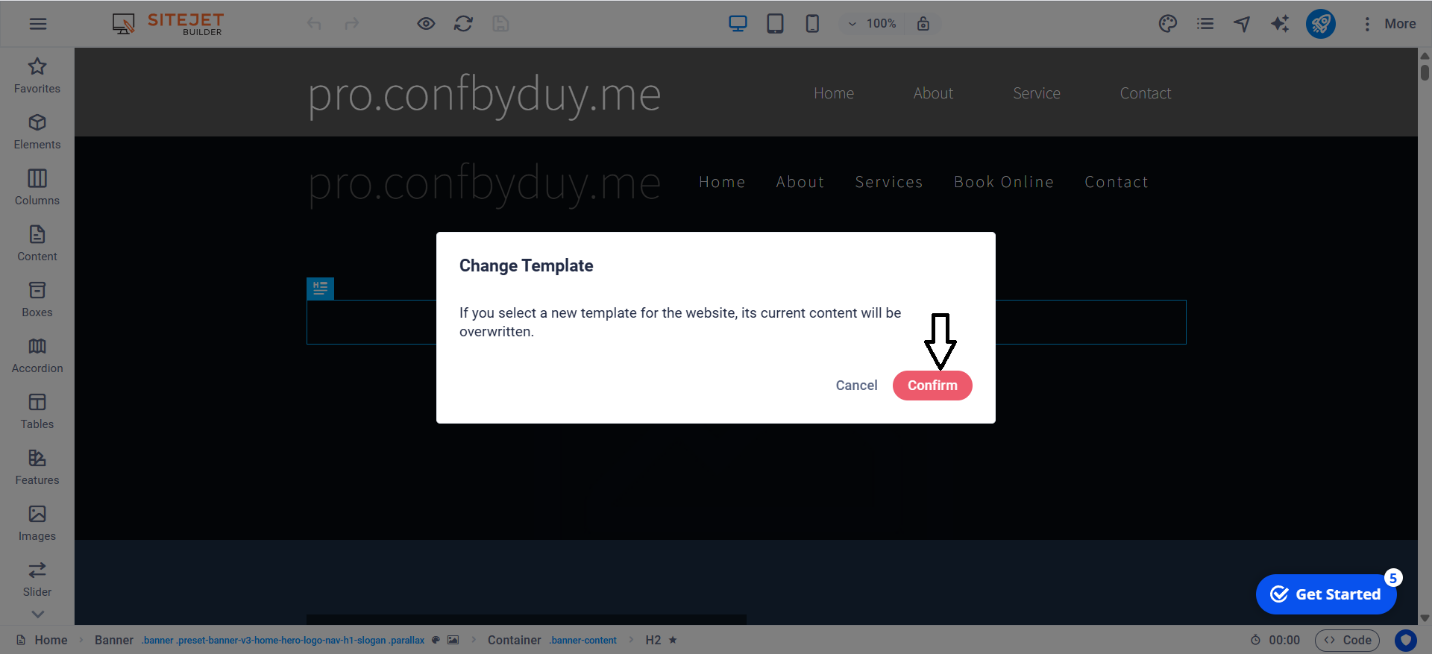 SITEJET
BUILDER
100%
More
Favorites
Elements
Columns
Content
Boxes
Accordion
Tables
Features
Images
Slider
pro.confbyduy.me
Home About Service Contact
pro.confbyduy.me
Home About Services Book Online Contact
Change Template
If you select a new template for the website, its current content will be
overwritten.
Cancel Confirm
5
Get Started
Home Banner .banner .preset-banner-v3-home-hero-logo-nav-h1-slogan .parallax Container .banner-content H2 00:00 Code